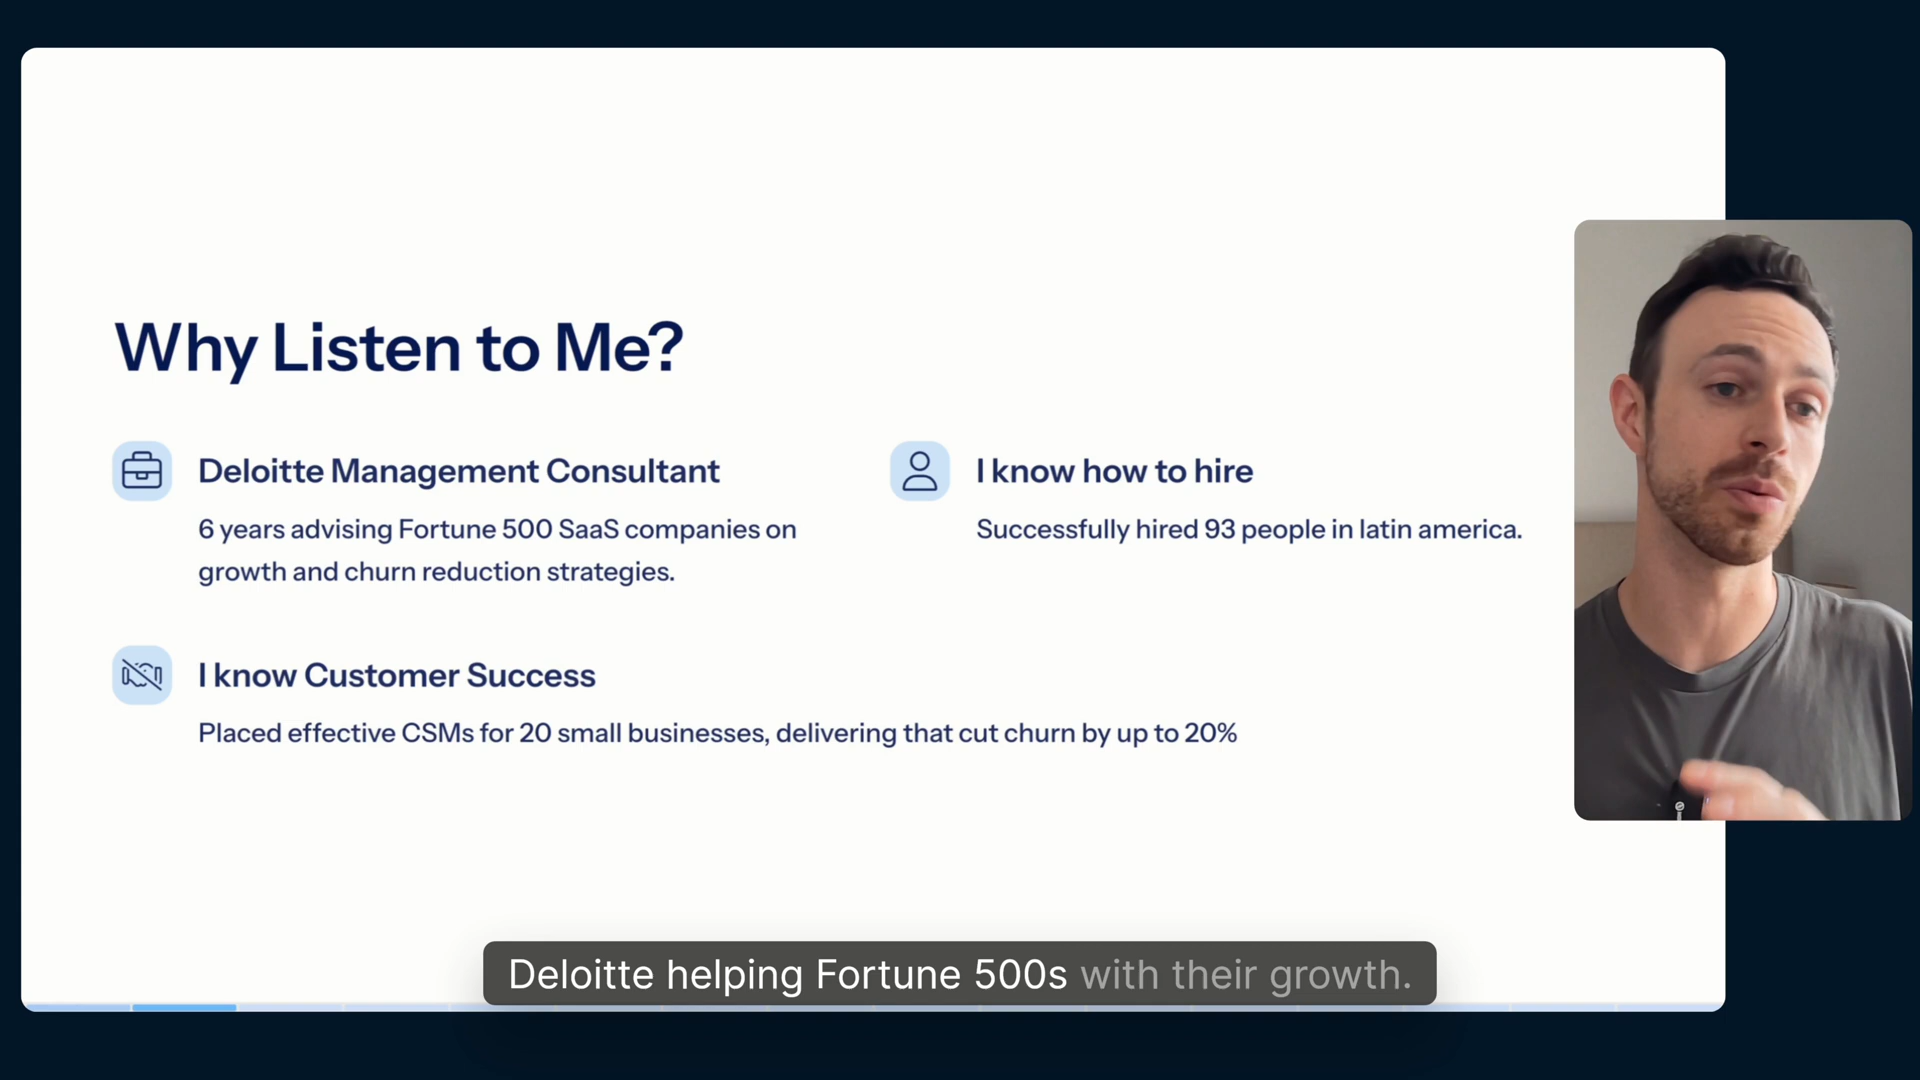 Why Listen to Me?
Deloitte Management Consultant
6 years advising Fortune 500 SaaS companies on
growth and churn reduction strategies.
I know how to hire
Successfully hired 93 people in latin america.
I know Customer Success
Placed effective CSMs for 20 small businesses, delivering that cut churn by up to 20%
Deloitte helping Fortune 500s with their growth.